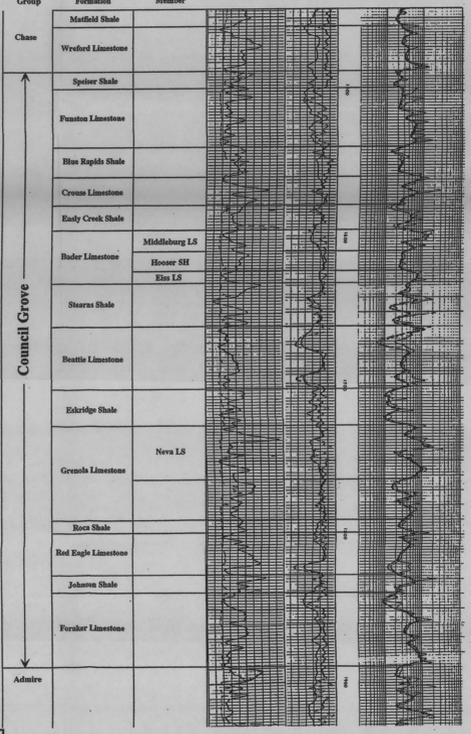 Group Formation Member
Chase
Matfield Shale
Wreford Limestone
Council Grove
Speiser Shale
Funston Limestone
Blue Rapids Shale
Crouse Limestone
Easly Creek Shale
Bader Limestone
Middleburg LS
Hooser SH
Eiss LS
Stearns Shale
Beattie Limestone
Eskridge Shale
Grenola Limestone
Neva LS
Roca Shale
Red Eagle Limestone
Johnson Shale
Foraker Limestone
Admire